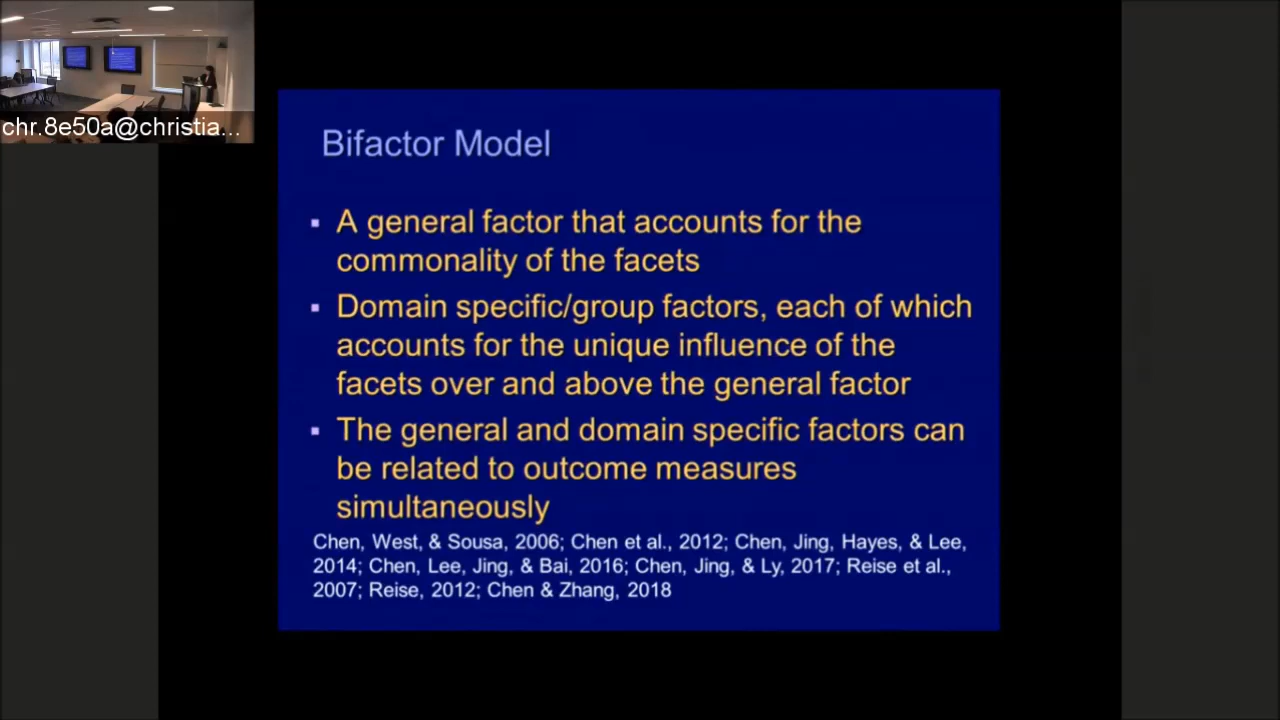 chr.8e50a@christia...
Bifactor Model
▪ A general factor that accounts for the
commonality of the facets
▪ Domain specific/group factors, each of which
accounts for the unique influence of the
facets over and above the general factor
▪ The general and domain specific factors can
be related to outcome measures
simultaneously
Chen, West, & Sousa, 2006; Chen et al., 2012; Chen, Jing, Hayes, & Lee,
2014; Chen, Lee, Jing, & Bai, 2016; Chen, Jing, & Ly, 2017; Reise et al.,
2007; Reise, 2012; Chen & Zhang, 2018